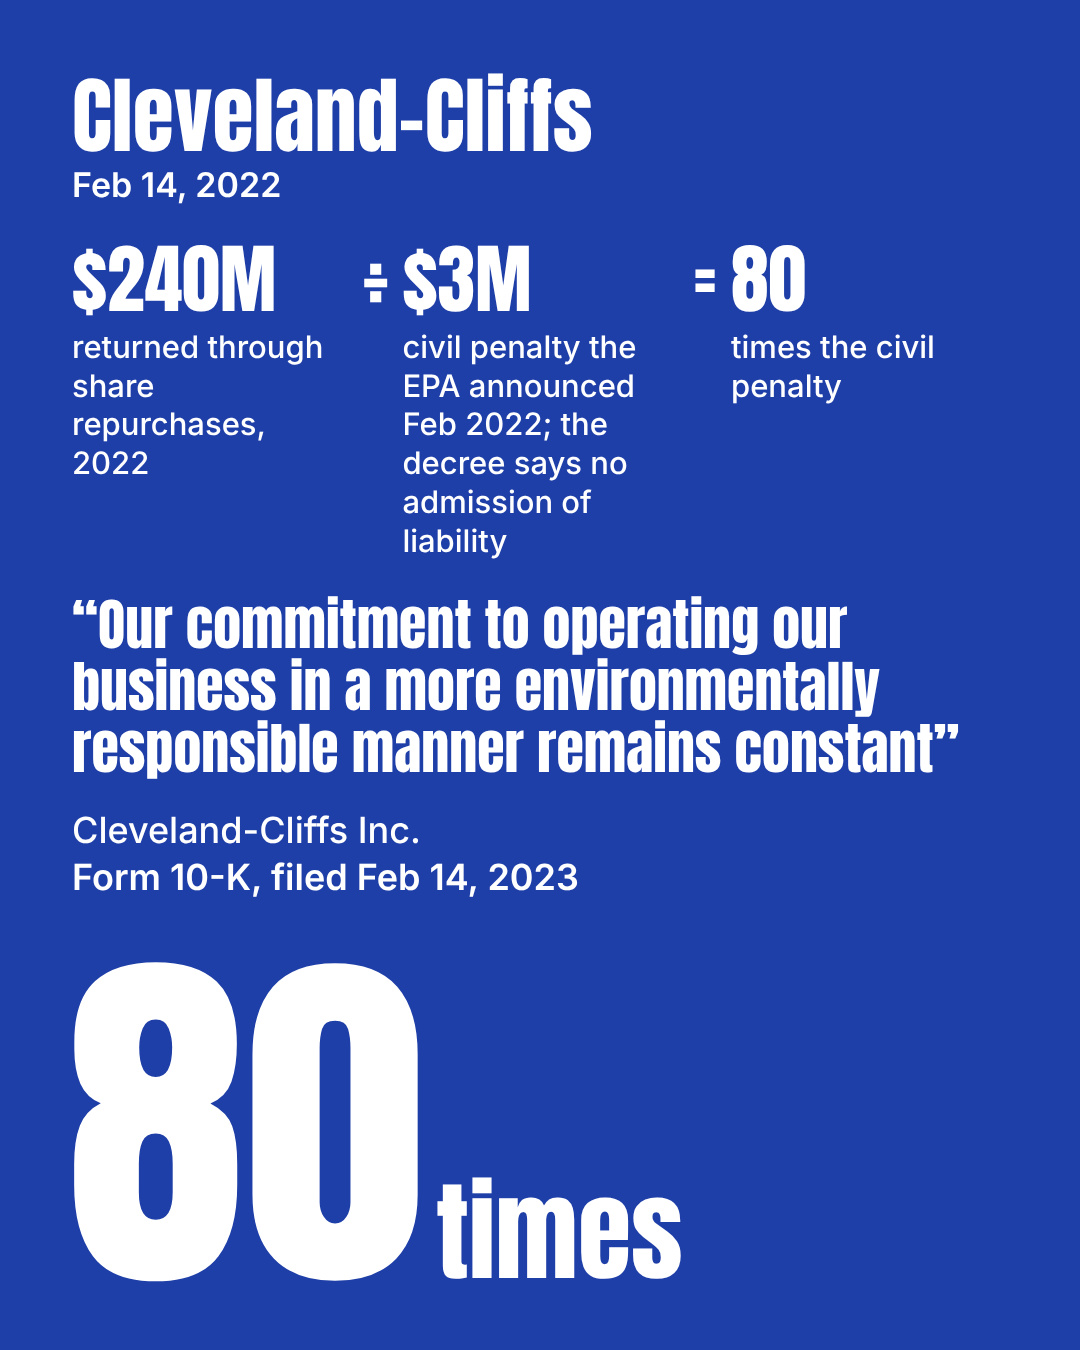 Cleveland-Cliffs
Feb 14, 2022
$240M ÷ $3M = 80
returned through
share
repurchases,
2022
civil penalty the
EPA announced
Feb 2022; the
decree says no
admission of
liability
times the civil
penalty
“Our commitment to operating our
business in a more environmentally
responsible manner remains constant”
Cleveland-Cliffs Inc.
Form 10-K, filed Feb 14, 2023
80 times